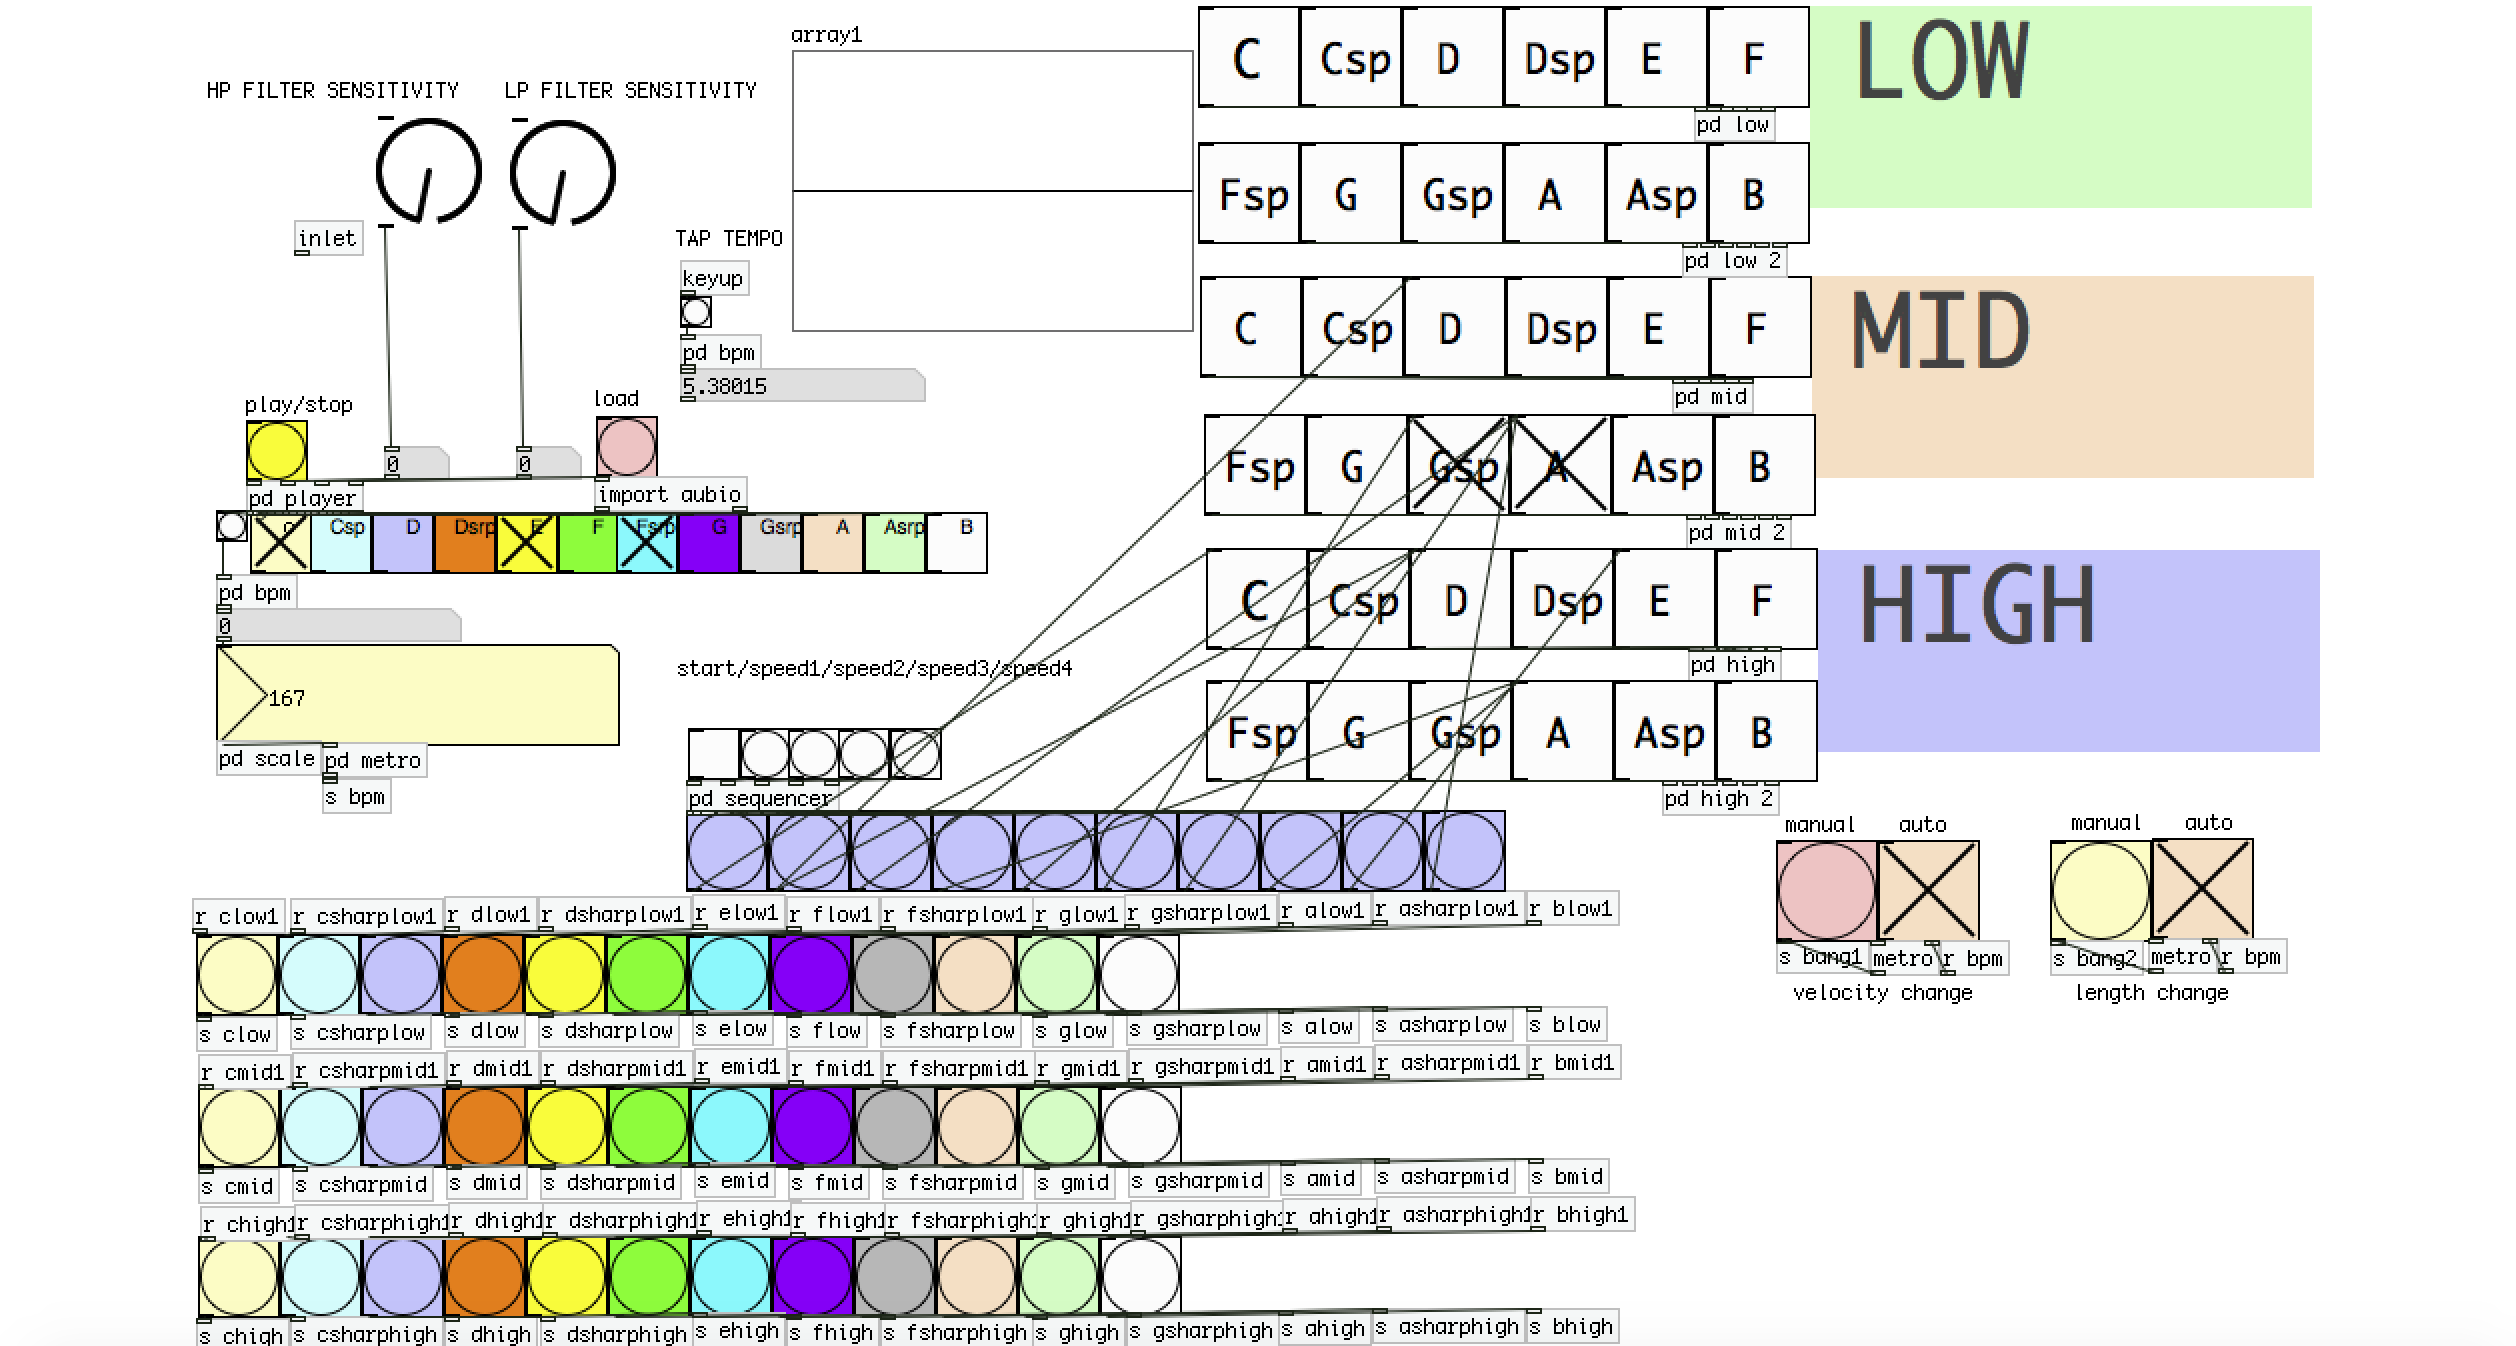 array1
HP FILTER SENSITIVITY
LP FILTER SENSITIVITY
inlet
TAP TEMPO
keyup
pd bpm
5.38015
play/stop
load
0
0
pd player
import aubio
c Csp D Dsrp E F Fsrp G Gsrp A Asrp B
pd bpm
0
167
pd scale
pd metro
s bpm
start/speed1/speed2/speed3/speed4
pd sequencer
C Csp D Dsp E F
LOW
pd low
Fsp G Gsp A Asp B
pd low 2
C Csp D Dsp E F
MID
pd mid
Fsp G Gsp A Asp B
pd mid 2
C Csp D Dsp E F
HIGH
pd high
Fsp G Gsp A Asp B
pd high 2
manual auto
s bang1 metro r bpm
velocity change
manual auto
s bang2 metro r bpm
length change
r clow1 r csharplow1 r dlow1 r dsharplow1 r elow1 r flow1 r fsharplow1 r glow1 r gsharplow1 r alow1 r asharplow1 r blow1
s clow s csharplow s dlow s dsharplow s elow s flow s fsharplow s glow s gsharplow s alow s asharplow s blow
r cmid1 r csharpmid1 r dmid1 r dsharpmid1 r emid1 r fmid1 r fsharpmid1 r gmid1 r gsharpmid1 r amid1 r asharpmid1 r bmid1
s cmid s csharpmid s dmid s dsharpmid s emid s fmid s fsharpmid s gmid s gsharpmid s amid s asharpmid s bmid
r chigh1 r csharphigh1 r dhigh1 r dsharphigh1 r ehigh1 r fhigh1 r fsharphigh1 r ghigh1 r gsharphigh1 r ahigh1 r asharphigh1 r bhigh1
s chigh s csharphigh s dhigh s dsharphigh s ehigh s fhigh s fsharphigh s ghigh s gsharphigh s ahigh s asharphigh s bhigh